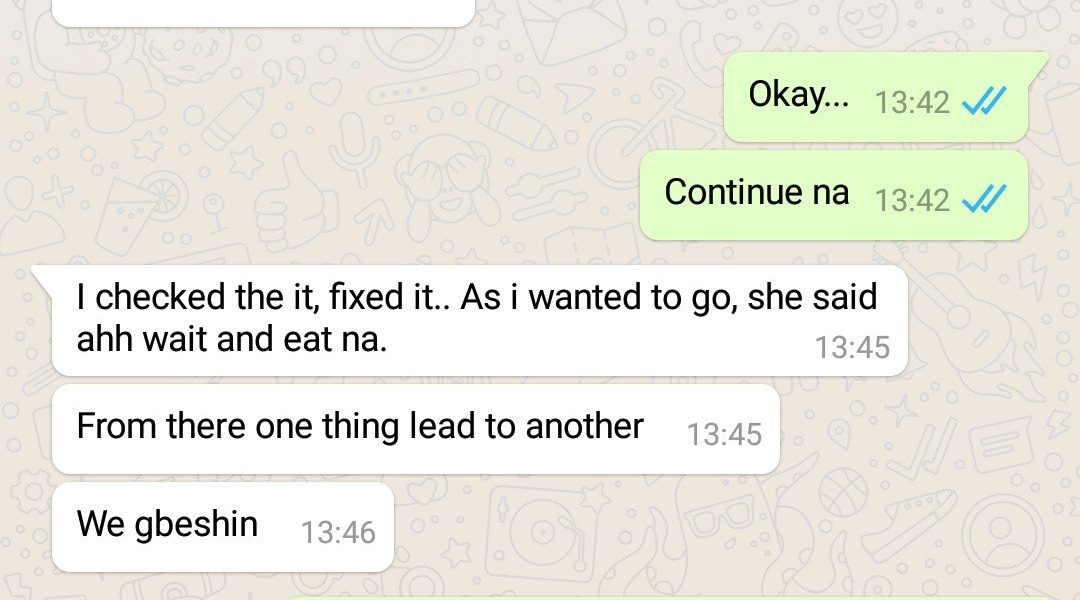 Okay... 13:42
Continue na 13:42
I checked the it, fixed it.. As i wanted to go, she said
ahh wait and eat na. 13:45
From there one thing lead to another 13:45
We gbeshin 13:46